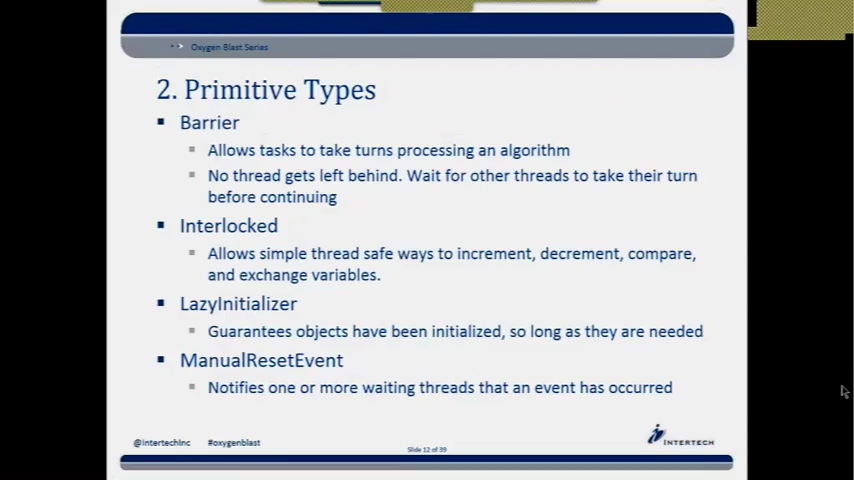 Oxygen Blast Series
2. Primitive Types
Barrier
Allows tasks to take turns processing an algorithm
No thread gets left behind. Wait for other threads to take their turn
before continuing
Interlocked
Allows simple thread safe ways to increment, decrement, compare,
and exchange variables.
LazyInitializer
Guarantees objects have been initialized, so long as they are needed
ManualResetEvent
Notifies one or more waiting threads that an event has occurred
@IntertechInc #oxygenblast
Slide 12 of 39
INTERTECH